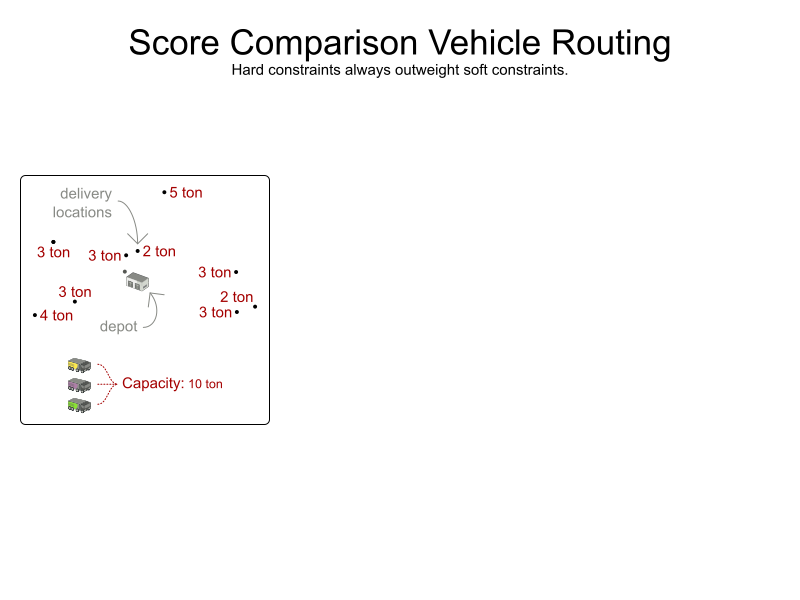 Score Comparison Vehicle Routing
Hard constraints always outweight soft constraints.
delivery
locations
5 ton
3 ton
3 ton
2 ton
3 ton
3 ton
2 ton
4 ton
3 ton
depot
Capacity: 10 ton